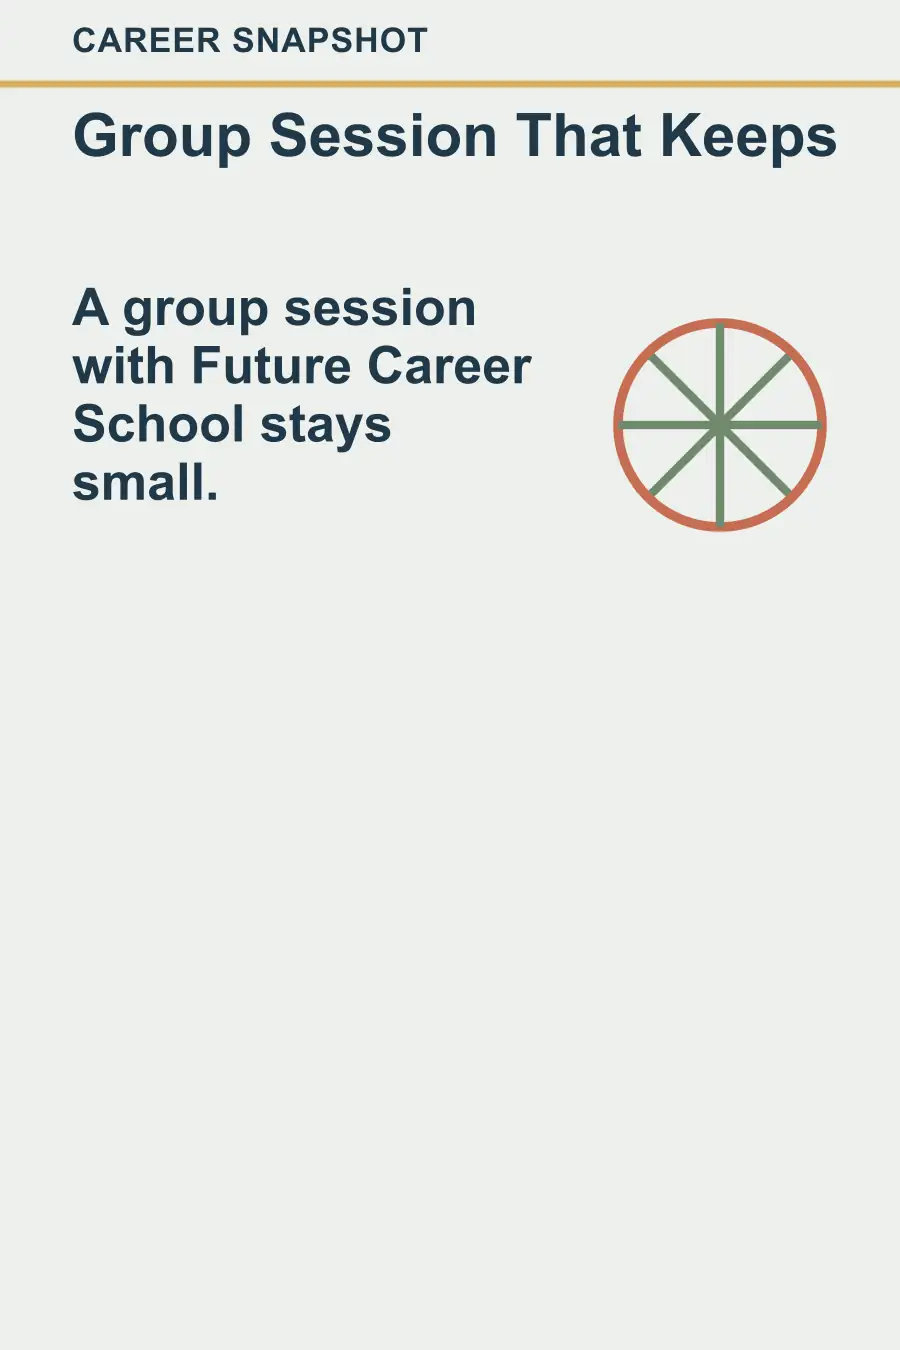 CAREER SNAPSHOT
Group Session That Keeps
A group session
with Future Career
School stays
small.